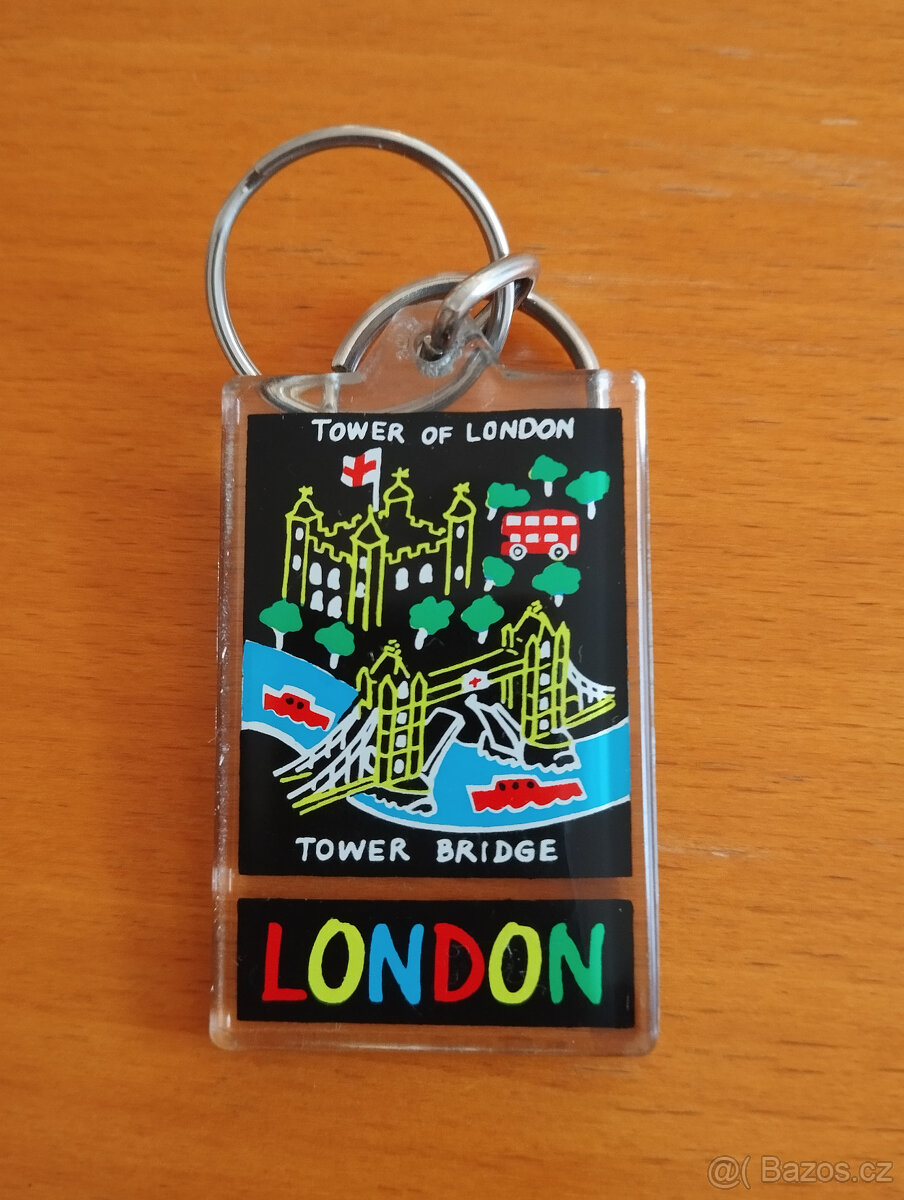 TOWER OF LONDON
TOWER BRIDGE
LONDON
@( Bazos.cz